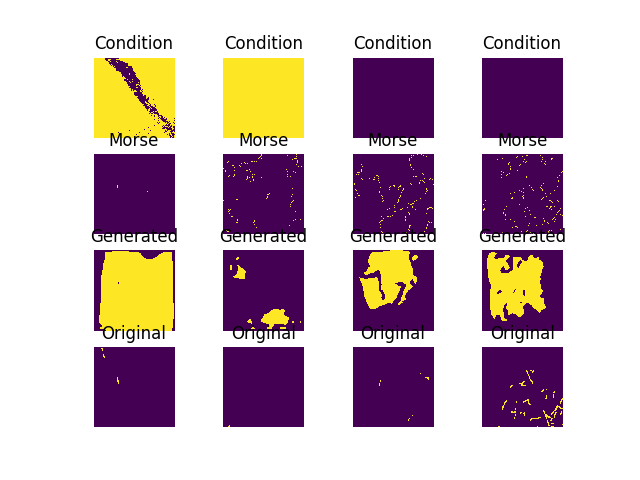 Condition Condition Condition Condition
Morse Morse Morse Morse
Generated Generated Generated Generated
Original Original Original Original